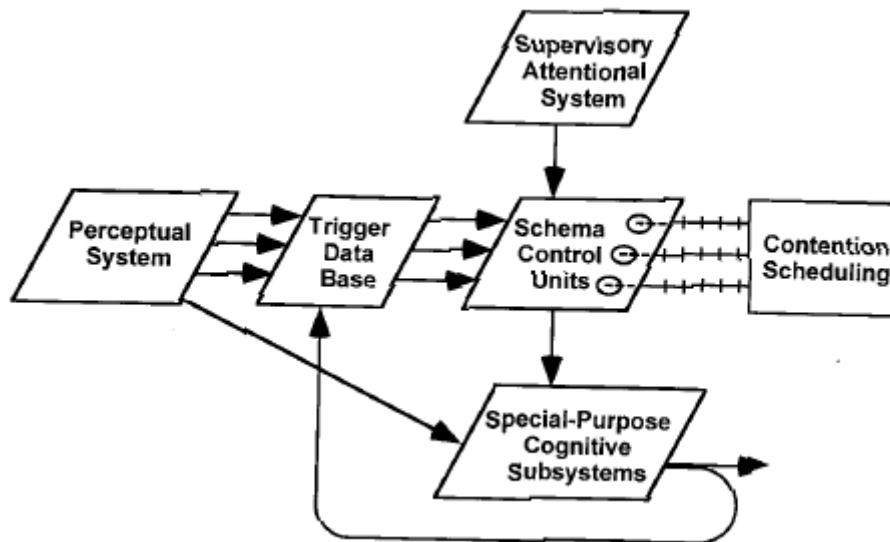 Supervisory
Attentional
System
Perceptual
System
Trigger
Data
Base
Schema
Control
Units
Contention
Scheduling
Special-Purpose
Cognitive
Subsystems